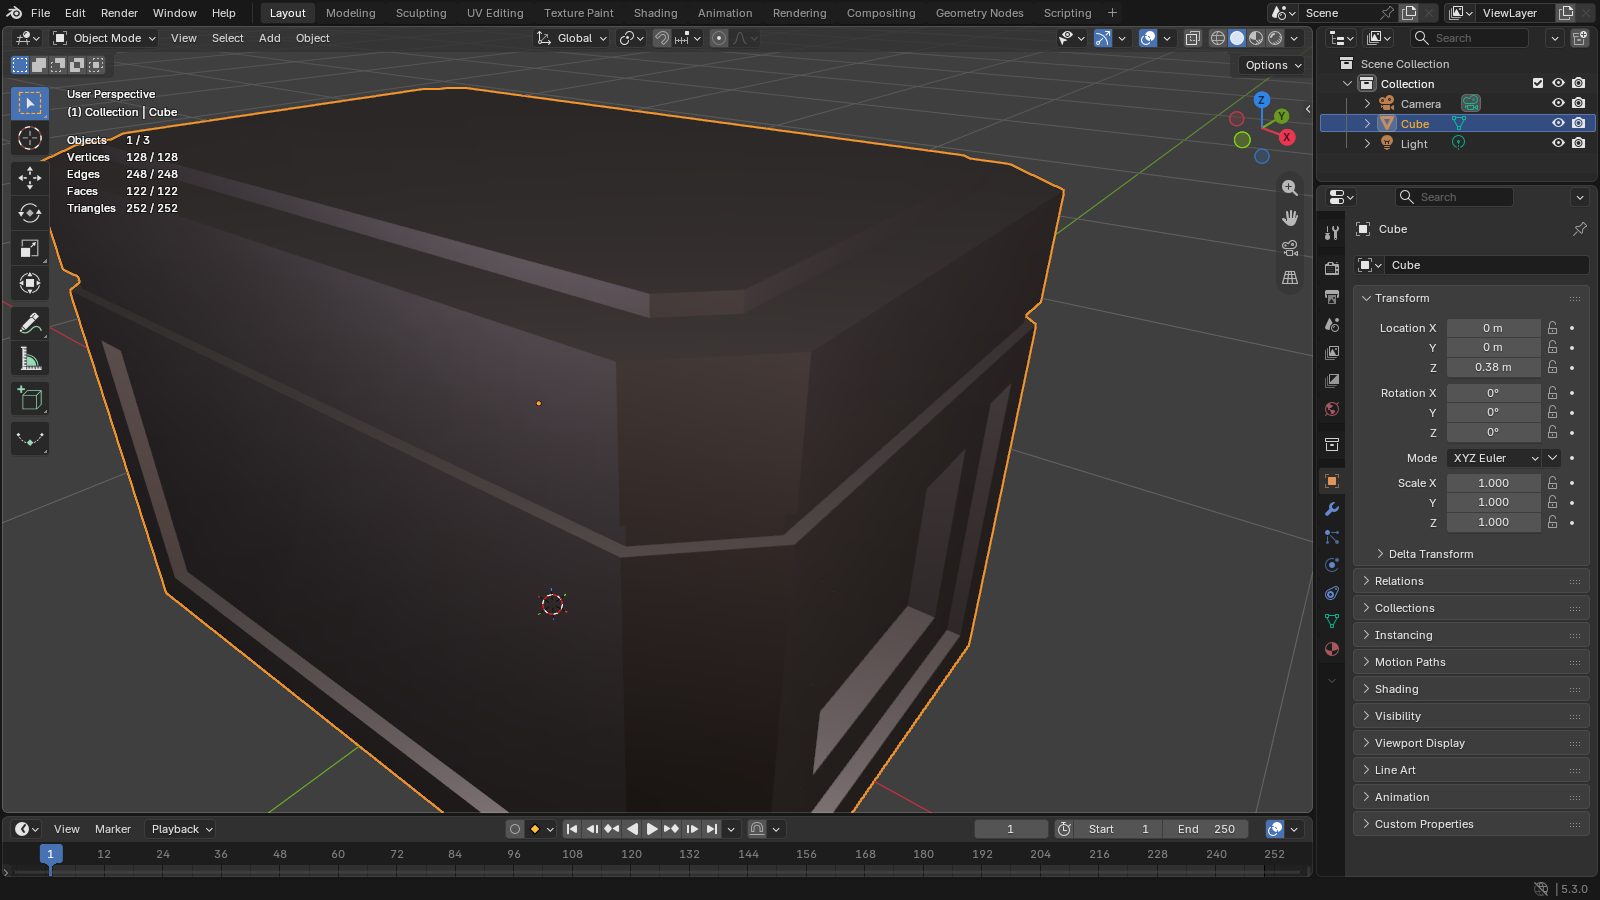 File Edit Render Window Help Layout Modeling Sculpting UV Editing Texture Paint Shading Animation Rendering Compositing Geometry Nodes Scripting + Scene ViewLayer
Object Mode View Select Add Object Global Search
Options
User Perspective
(1) Collection | Cube
Objects 1 / 3
Vertices 128 / 128
Edges 248 / 248
Faces 122 / 122
Triangles 252 / 252
Z
Y
X
Scene Collection
Collection
Camera
Cube
Light
Search
Cube
Cube
Transform
Location X 0 m
Y 0 m
Z 0.38 m
Rotation X 0°
Y 0°
Z 0°
Mode XYZ Euler
Scale X 1.000
Y 1.000
Z 1.000
Delta Transform
Relations
Collections
Instancing
Motion Paths
Shading
Visibility
Viewport Display
Line Art
Animation
Custom Properties
View Marker Playback 1 Start 1 End 250
1 12 24 36 48 60 72 84 96 108 120 132 144 156 168 180 192 204 216 228 240 252
5.3.0